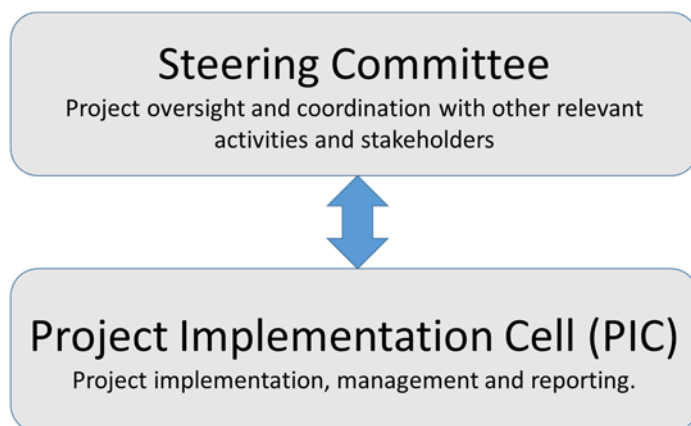 Steering Committee
Project oversight and coordination with other relevant
activities and stakeholders
Project Implementation Cell (PIC)
Project implementation, management and reporting.